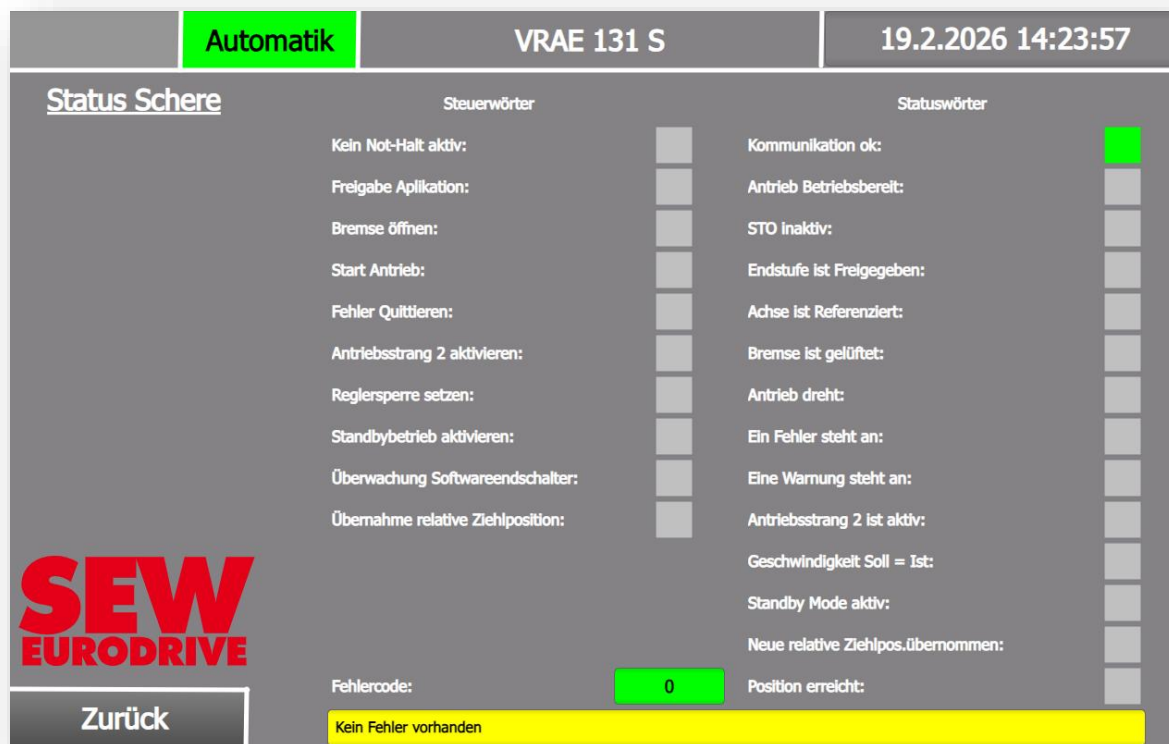 Automatik
VRAE 131 S
19.2.2026 14:23:57
Status Schere
Steuerwörter
Kein Not-Halt aktiv:
Freigabe Aplikation:
Bremse öffnen:
Start Antrieb:
Fehler Quittieren:
Antriebsstrang 2 aktivieren:
Reglersperre setzen:
Standbybetrieb aktivieren:
Überwachung Softwareendschalter:
Übernahme relative Ziehlposition:
Fehlercode:
0
Statuswörter
Kommunikation ok:
Antrieb Betriebsbereit:
STO inaktiv:
Endstufe ist Freigegeben:
Achse ist Referenziert:
Bremse ist gelüftet:
Antrieb dreht:
Ein Fehler steht an:
Eine Warnung steht an:
Antriebsstrang 2 ist aktiv:
Geschwindigkeit Soll = Ist:
Standby Mode aktiv:
Neue relative Ziehlpos.übernommen:
Position erreicht:
SEW
EURODRIVE
Zurück
Kein Fehler vorhanden